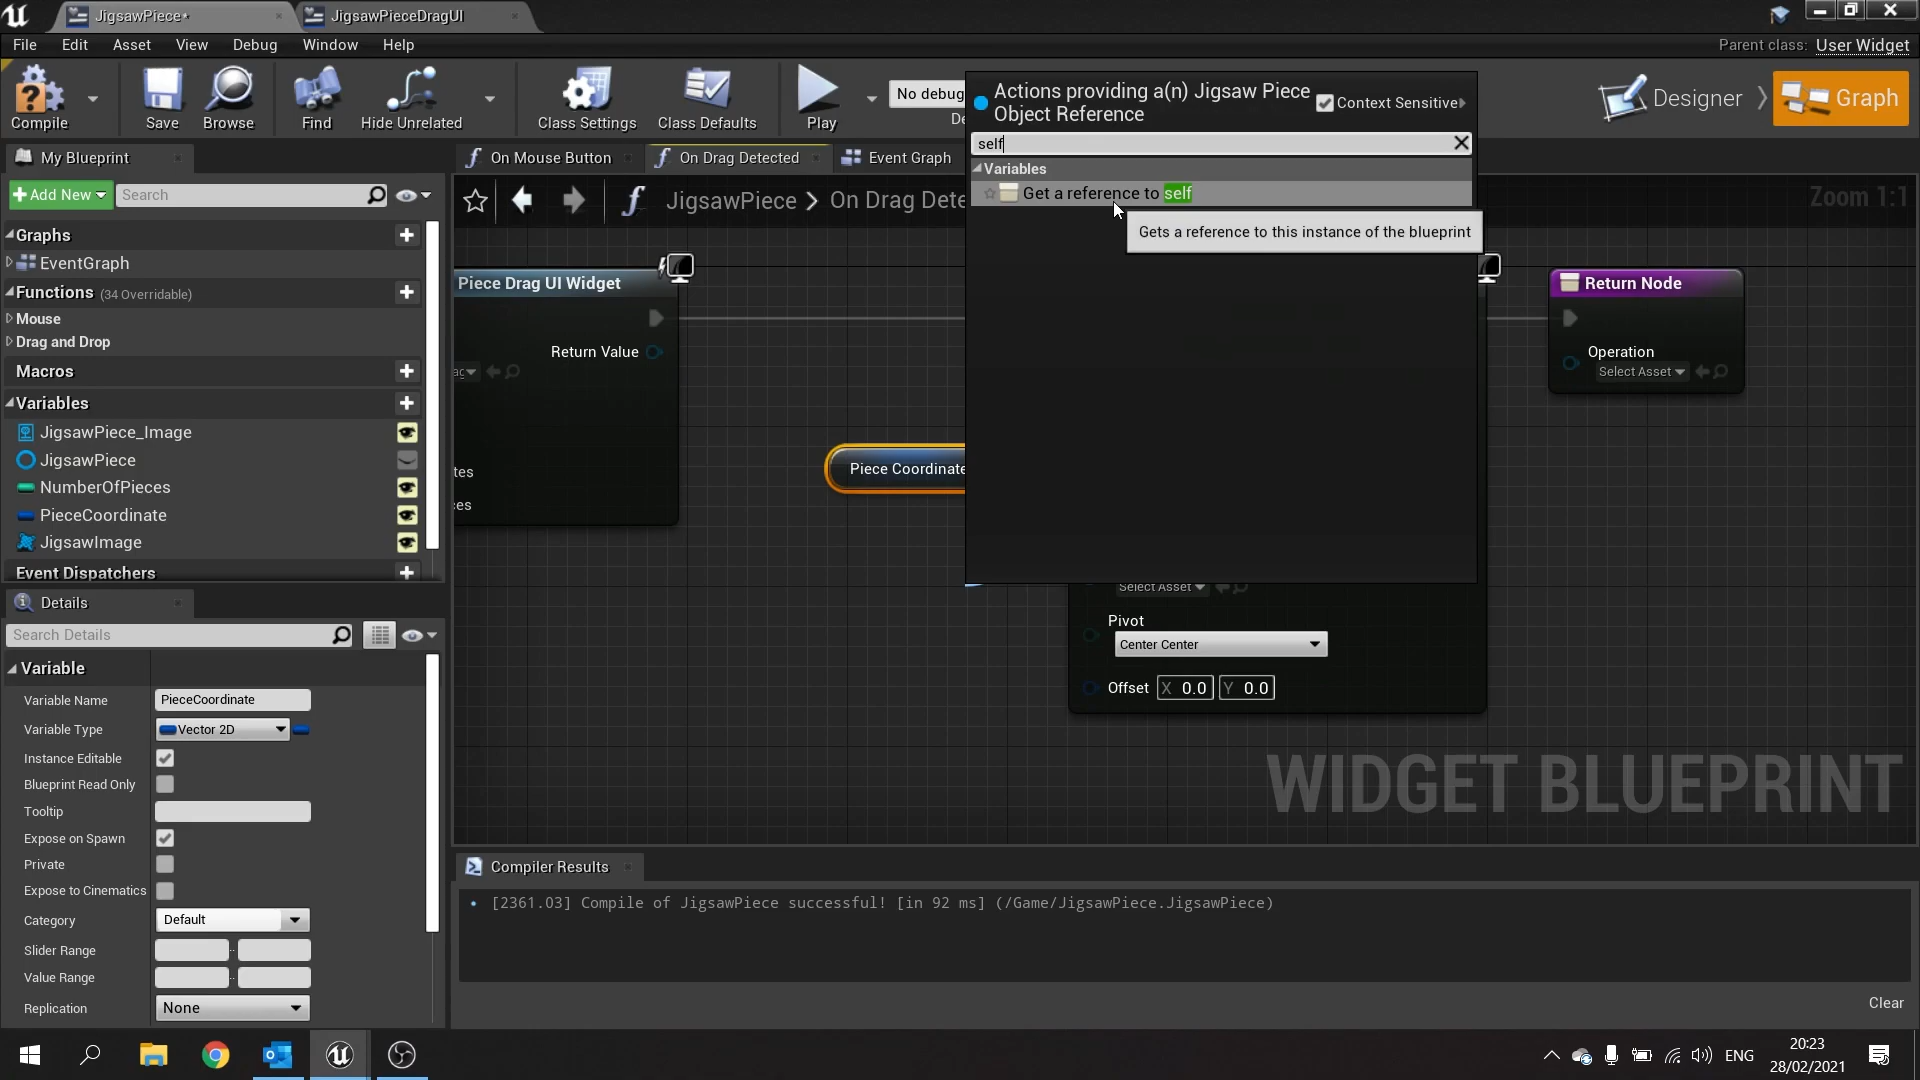 JigsawPiece*
JigsawPieceDragUI
File
Edit
Asset
View
Debug
Window
Help
Parent class:
User Widget
Compile
Save
Browse
Find
Hide Unrelated
Class Settings
Class Defaults
Play
No debug
De
Designer
Graph
Actions providing a(n) Jigsaw Piece
Object Reference
Context Sensitive
self
Variables
Get a reference to self
Gets a reference to this instance of the blueprint
My Blueprint
Add New
Search
On Mouse Button
On Drag Detected
Event Graph
JigsawPiece > On Drag Dete
Zoom 1:1
Graphs
EventGraph
Functions (34 Overridable)
Mouse
Drag and Drop
Macros
Variables
JigsawPiece_Image
JigsawPiece
NumberOfPieces
PieceCoordinate
JigsawImage
Event Dispatchers
Piece Drag UI Widget
Return Value
tes
ces
Piece Coordinate
Return Node
Operation
Select Asset
Select Asset
Pivot
Center Center
Offset X 0.0 Y 0.0
WIDGET BLUEPRINT
Details
Search Details
Variable
Variable Name
PieceCoordinate
Variable Type
Vector 2D
Instance Editable
Blueprint Read Only
Tooltip
Expose on Spawn
Private
Expose to Cinematics
Category
Default
Slider Range
Value Range
Replication
None
Compiler Results
[2361.03] Compile of JigsawPiece successful! [in 92 ms] (/Game/JigsawPiece.JigsawPiece)
Clear
ENG
20:23
28/02/2021